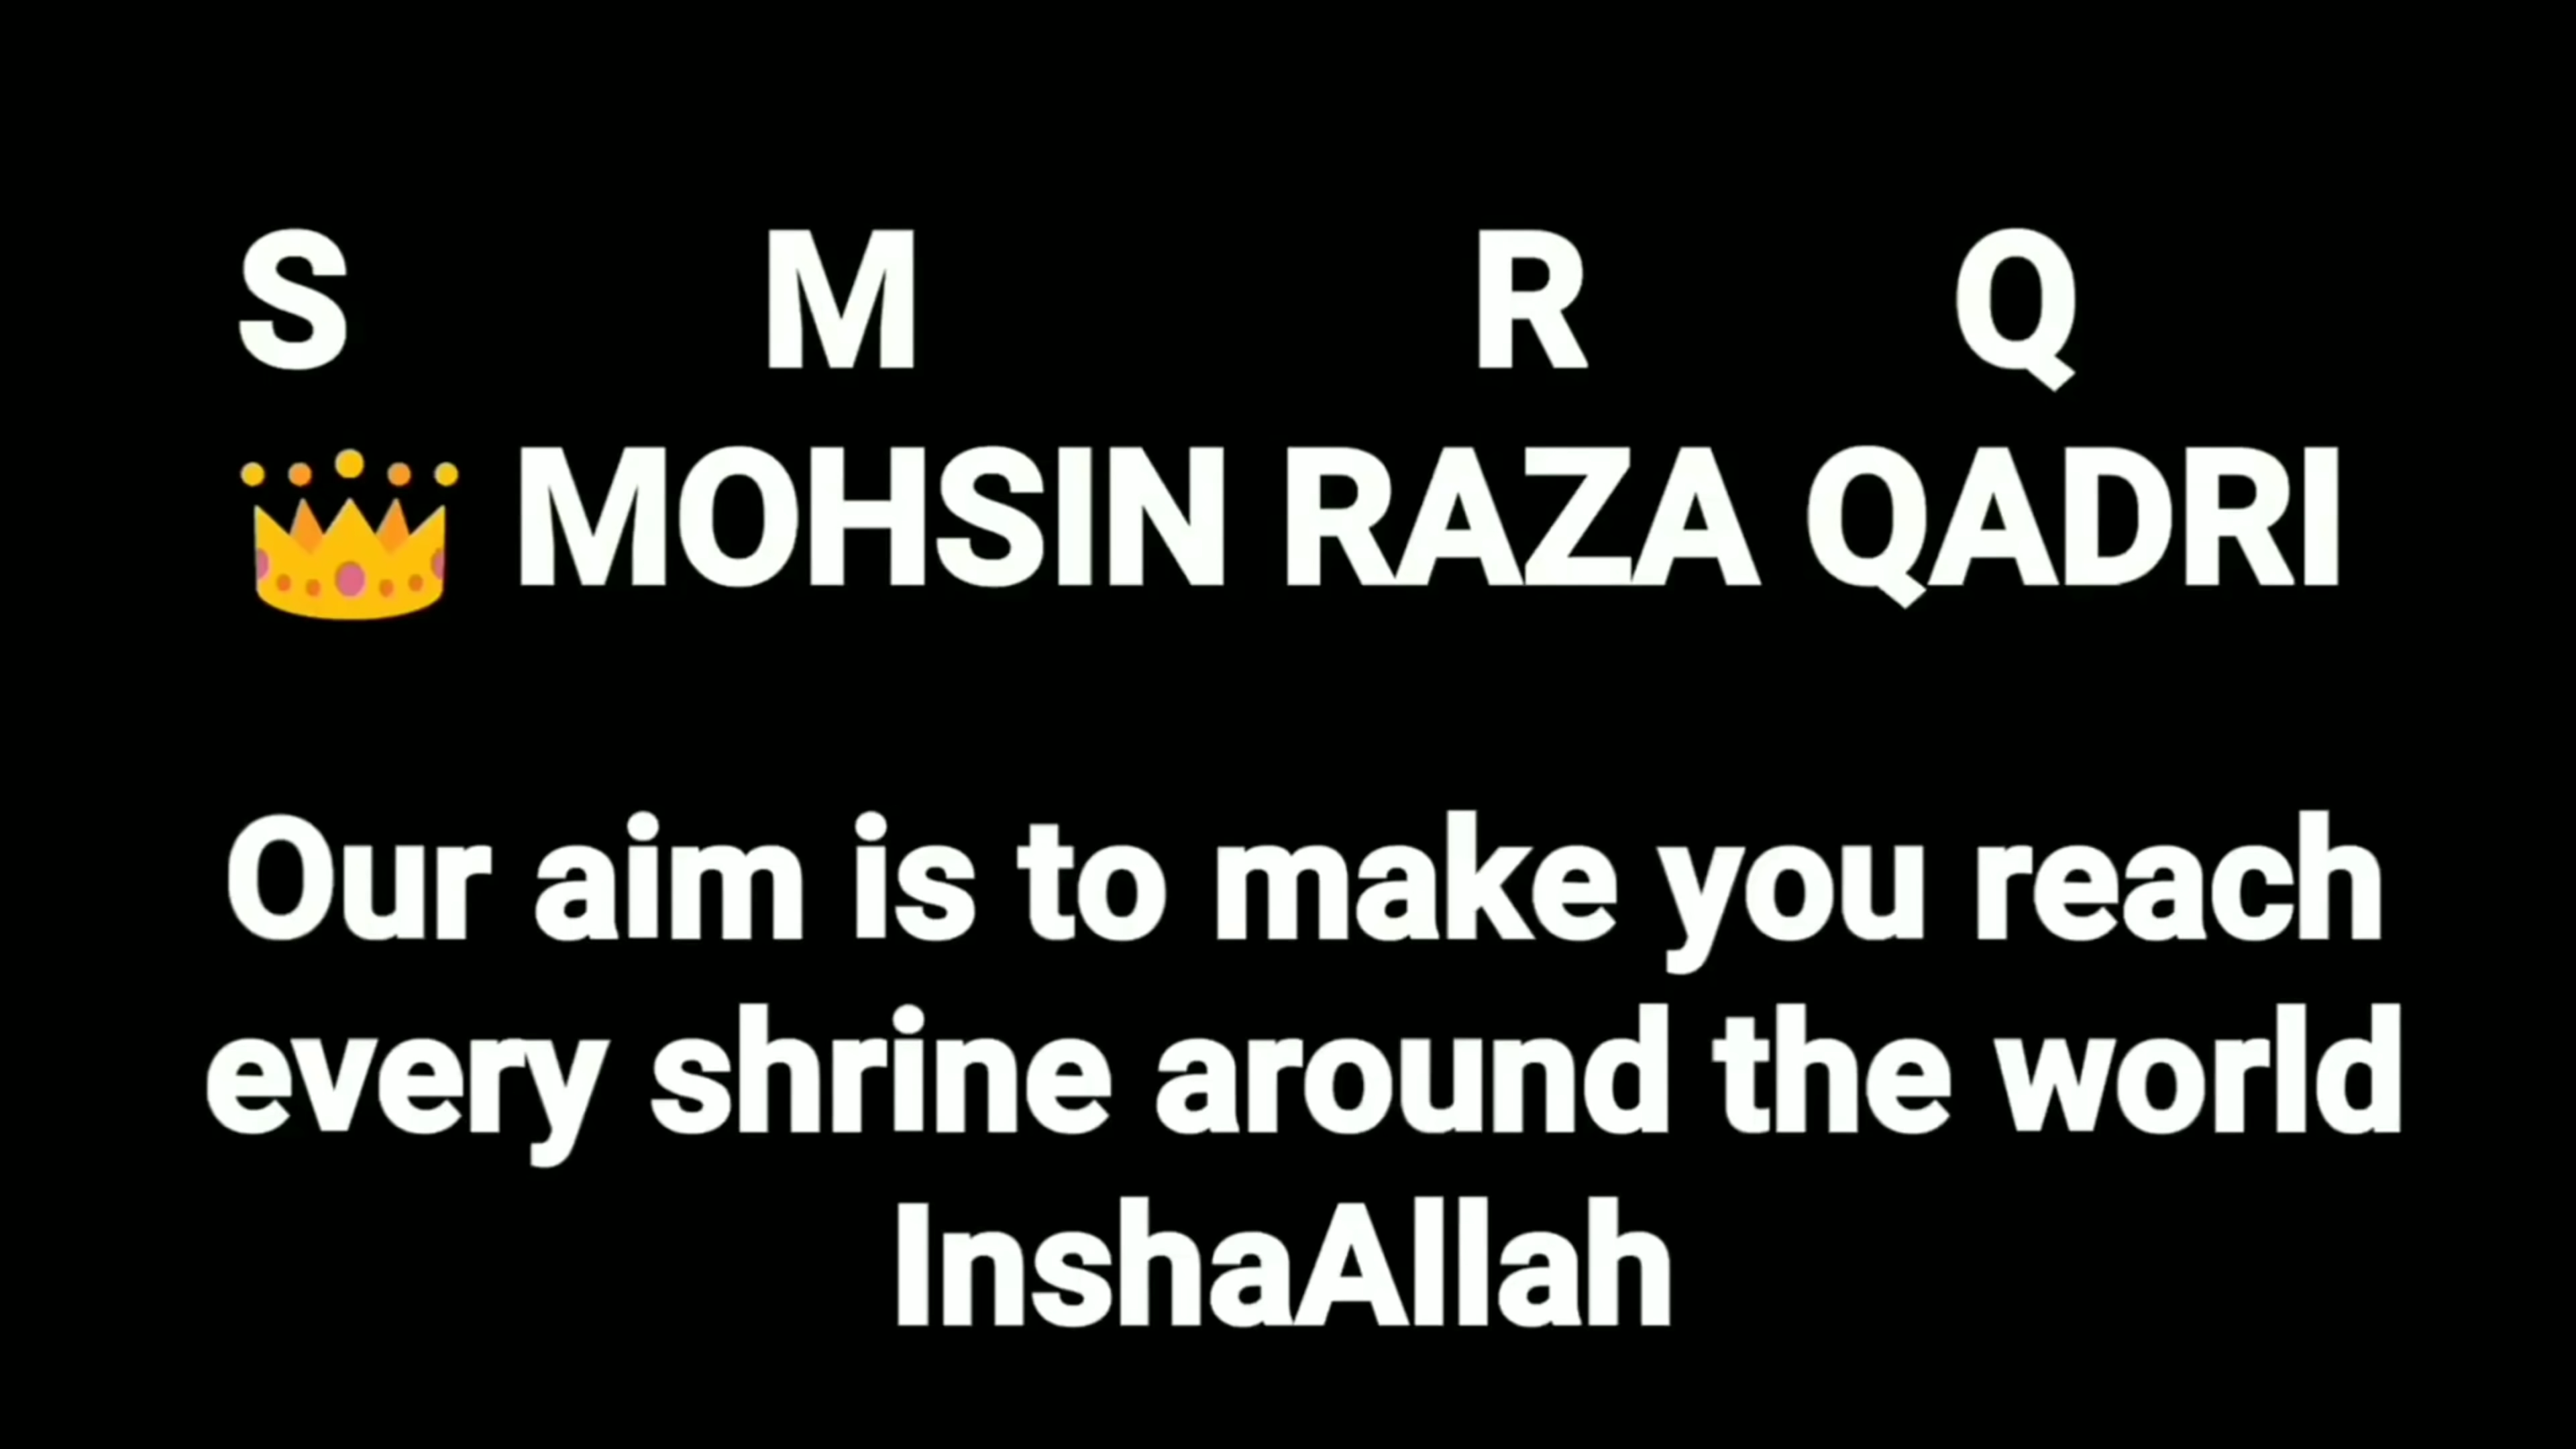 S M R Q
👑 MOHSIN RAZA QADRI
Our aim is to make you reach
every shrine around the world
InshaAllah